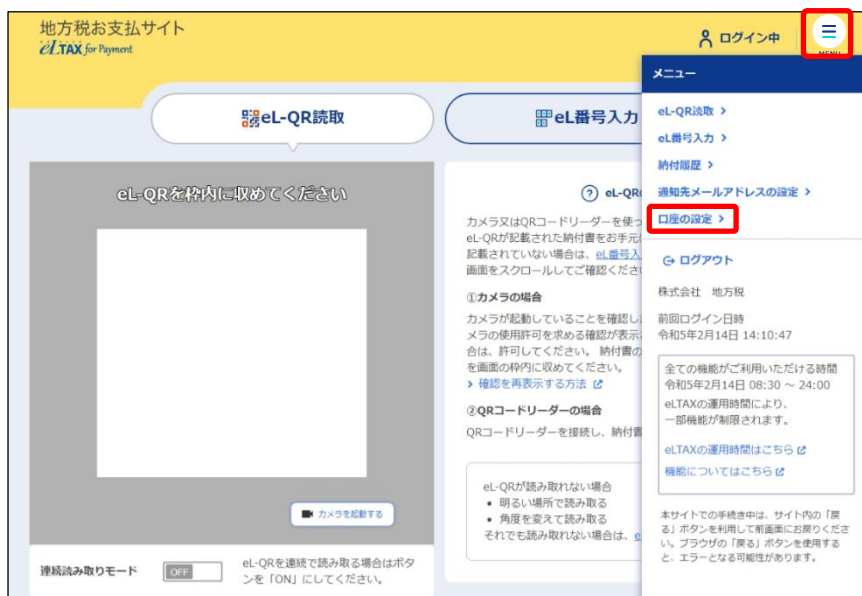 地方税お支払サイト
eLTAX for Payment
ログイン中
MENU
eL-QR読取
eL番号入力
eL-QRを枠内に収めてください
カメラを起動する
連続読み取りモード
OFF
eL-QRを連続で読み取る場合はボタ
ンを「ON」にしてください。
? eL-QR
カメラ又はQRコードリーダーを使っ
eL-QRが記載された納付書をお手元に
記載されていない場合は、eL番号入
画面をスクロールしてご確認くださ
①カメラの場合
カメラが起動していることを確認し
メラの使用許可を求める確認が表示
合は、許可してください。 納付書の
を画面の枠内に収めてください。
確認を再表示する方法
②QRコードリーダーの場合
QRコードリーダーを接続し、納付書
eL-QRが読み取れない場合
• 明るい場所で読み取る
• 角度を変えて読み取る
それでも読み取れない場合は、e
メニュー
eL-QR読取
eL番号入力
納付履歴
通知先メールアドレスの設定
口座の設定
ログアウト
株式会社 地方税
前回ログイン日時
令和5年2月14日 14:10:47
全ての機能がご利用いただける時間
令和5年2月14日 08:30 ～ 24:00
eLTAXの運用時間により、
一部機能が制限されます。
eLTAXの運用時間はこちら
機能についてはこちら
本サイトでの手続き中は、サイト内の「戻
る」ボタンを利用して前画面にお戻りくださ
い。ブラウザの「戻る」ボタンを使用する
と、エラーとなる可能性があります。